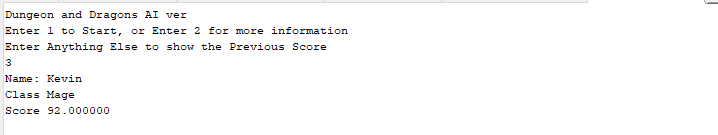 Dungeon and Dragons AI ver
Enter 1 to Start, or Enter 2 for more information
Enter Anything Else to show the Previous Score
3
Name: Kevin
Class Mage
Score 92.000000